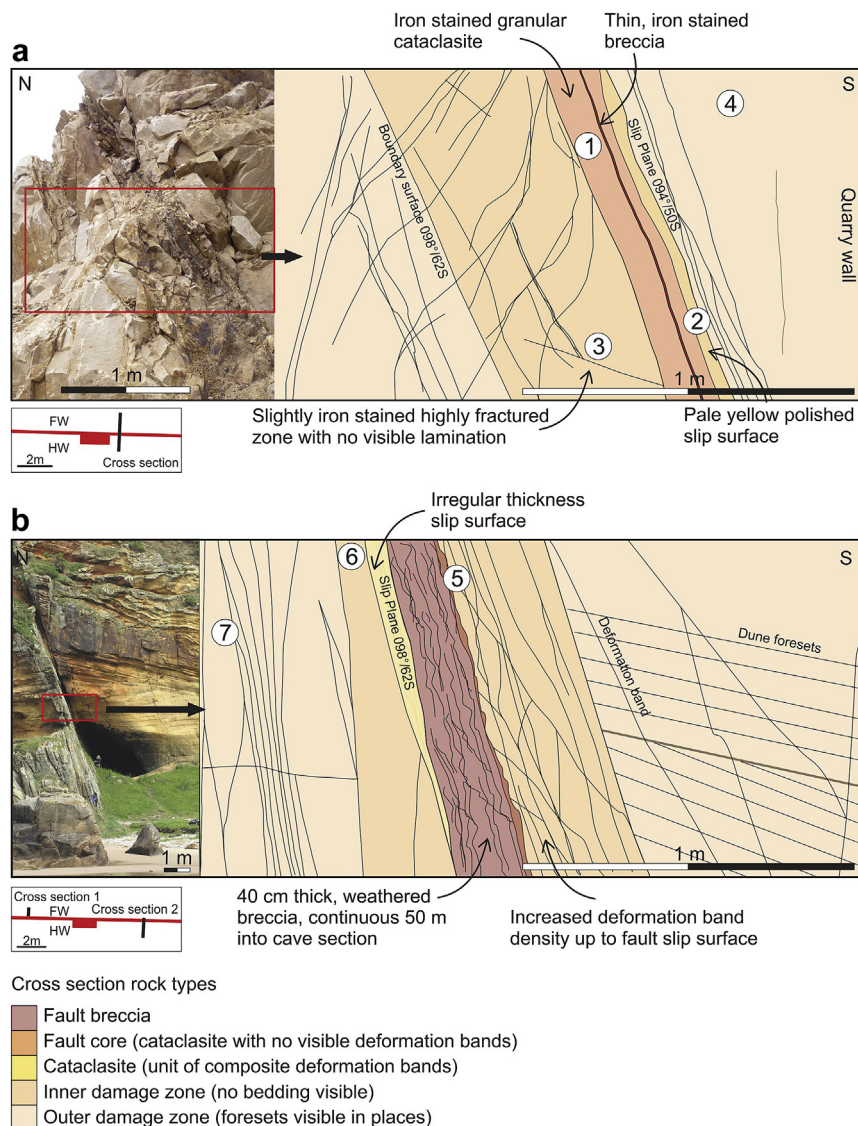 a
Iron stained granular
cataclasite
Thin, iron stained
breccia
N
S
4
1
Boundary surface 098°/62S
Slip Plane 094°/50S
Quarry wall
2
3
1 m
1 m
Slightly iron stained highly fractured
zone with no visible lamination
Pale yellow polished
slip surface
FW
HW
2m
Cross section
b
Irregular thickness
slip surface
N
S
6
5
7
Slip Plane 098°/62S
Deformation band
Dune foresets
1 m
1 m
40 cm thick, weathered
breccia, continuous 50 m
into cave section
Increased deformation band
density up to fault slip surface
Cross section 1
FW
Cross section 2
HW
2m
Cross section rock types
Fault breccia
Fault core (cataclasite with no visible deformation bands)
Cataclasite (unit of composite deformation bands)
Inner damage zone (no bedding visible)
Outer damage zone (foresets visible in places)